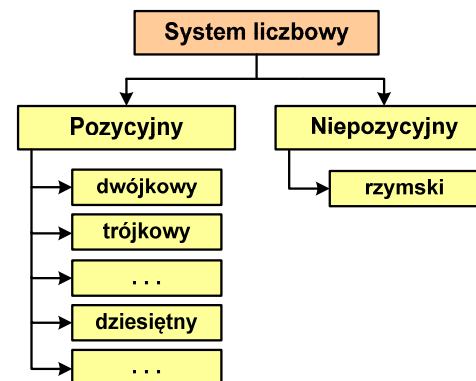 System liczbowy
Pozycyjny
Niepozycyjny
dwójkowy
rzymski
trójkowy
. . .
dziesiętny
. . .